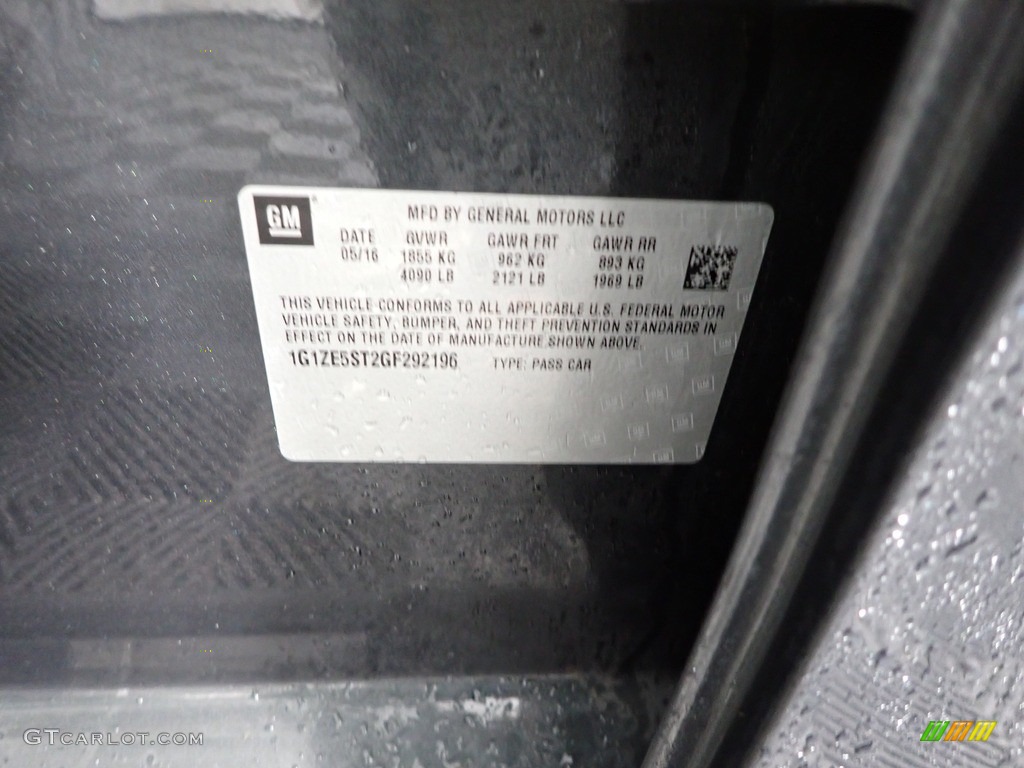 GM
MFD BY GENERAL MOTORS LLC
DATE GVWR GAWR FRT GAWR RR
05/16 1855 KG 962 KG 893 KG
4090 LB 2121 LB 1969 LB
THIS VEHICLE CONFORMS TO ALL APPLICABLE U.S. FEDERAL MOTOR
VEHICLE SAFETY, BUMPER, AND THEFT PREVENTION STANDARDS IN
EFFECT ON THE DATE OF MANUFACTURE SHOWN ABOVE.
1G1ZE5ST2GF292196 TYPE: PASS CAR
GTCARLOT.COM